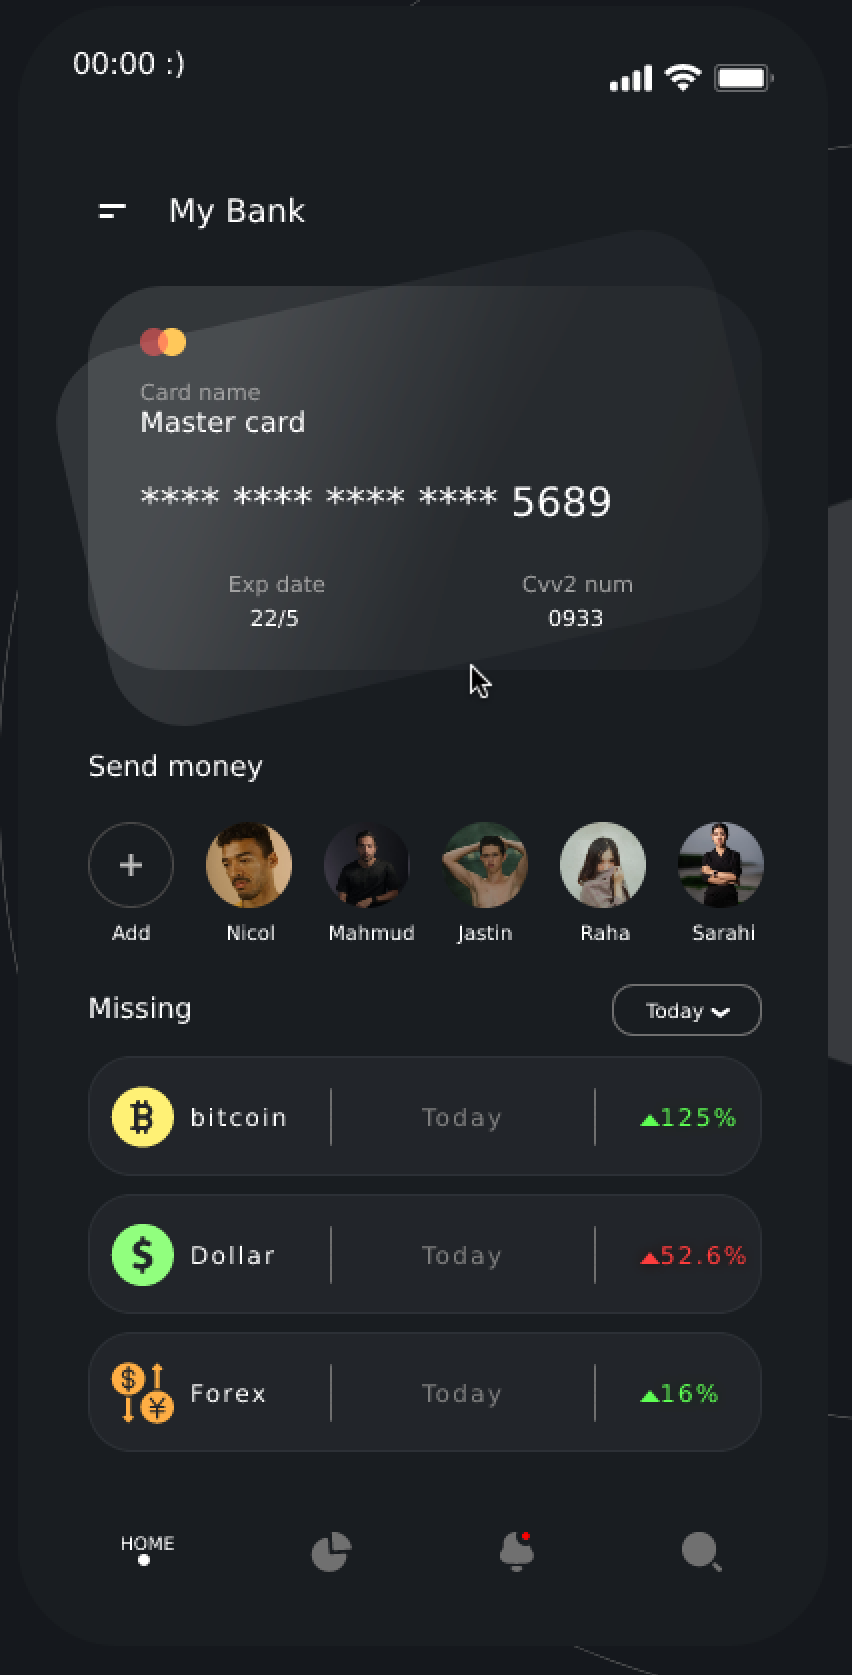 00:00 :)
My Bank
Card name
Master card
**** **** **** **** 5689
Exp date Cvv2 num
22/5 0933
Send money
Add Nicol Mahmud Jastin Raha Sarahi
Missing Today
bitcoin Today 125%
Dollar Today 52.6%
Forex Today 16%
HOME